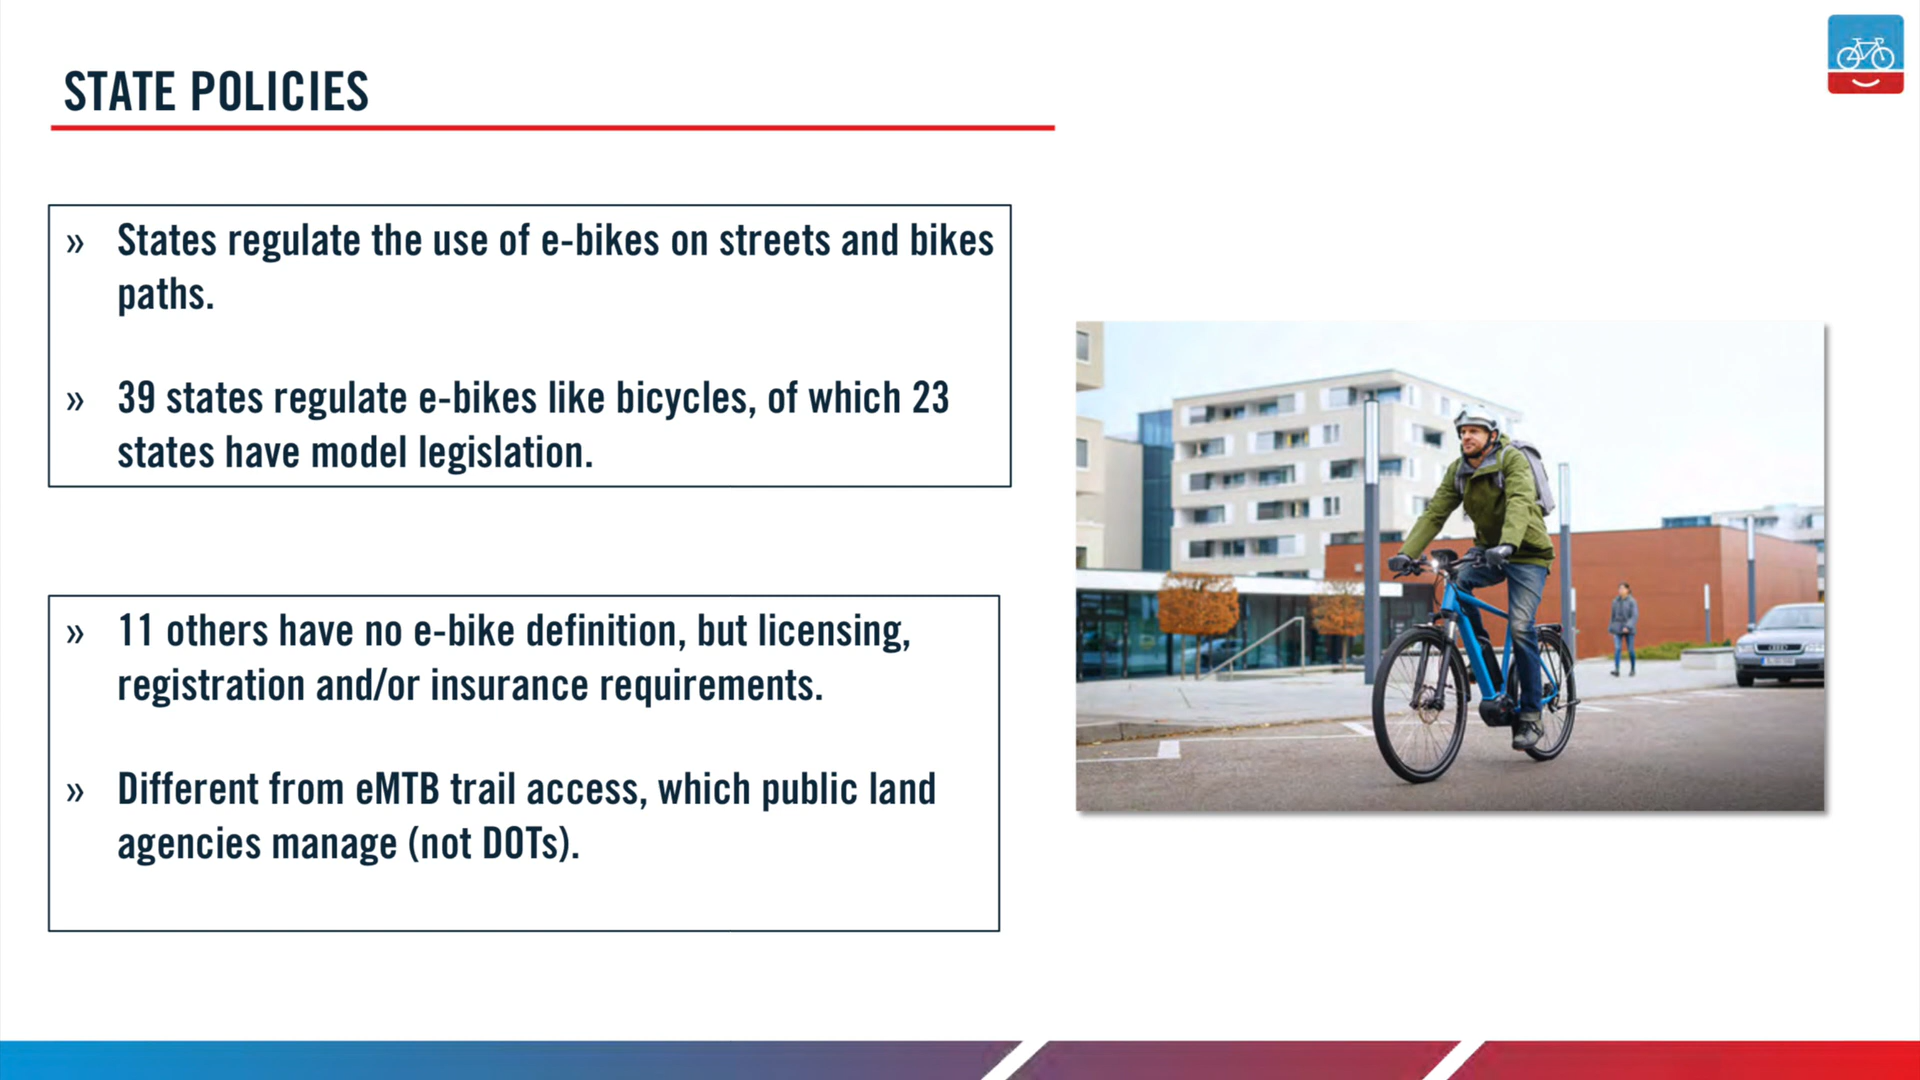 STATE POLICIES
» States regulate the use of e-bikes on streets and bikes
paths.
» 39 states regulate e-bikes like bicycles, of which 23
states have model legislation.
» 11 others have no e-bike definition, but licensing,
registration and/or insurance requirements.
» Different from eMTB trail access, which public land
agencies manage (not DOTs).